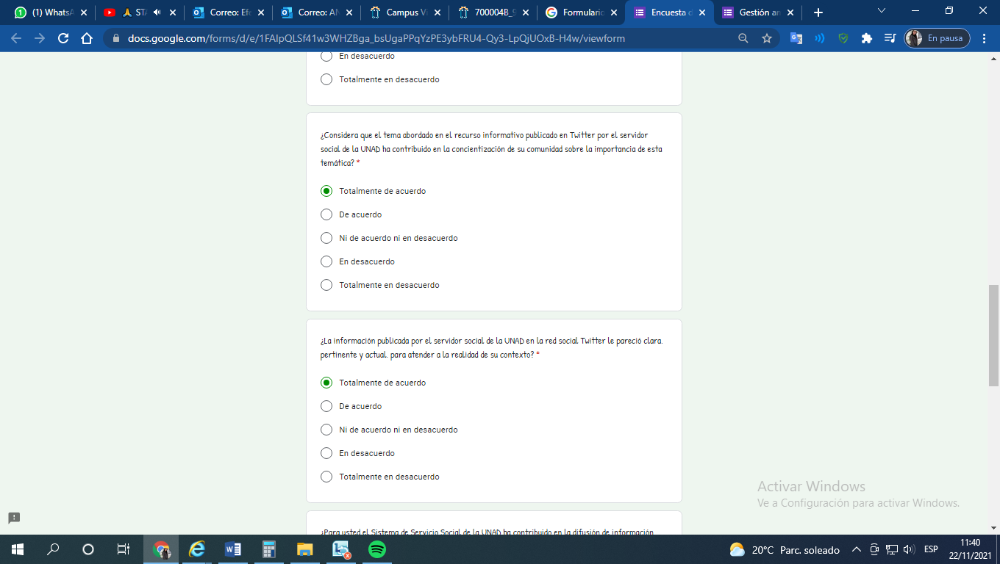 (1) WhatsA
STA
Correo: Efe
Correo: AN
Campus Vi
700004B_9
Formulario
Encuesta d
Gestión an
docs.google.com/forms/d/e/1FAIpQLSf41w3WHZBga_bsUgaPPqYzPE3ybFRU4-Qy3-LpQjUOxB-H4w/viewform
En pausa
En desacuerdo
Totalmente en desacuerdo
¿Considera que el tema abordado en el recurso informativo publicado en Twitter por el servidor
social de la UNAD ha contribuido en la concientización de su comunidad sobre la importancia de esta
temática? *
Totalmente de acuerdo
De acuerdo
Ni de acuerdo ni en desacuerdo
En desacuerdo
Totalmente en desacuerdo
¿La información publicada por el servidor social de la UNAD en la red social Twitter le pareció clara.
pertinente y actual. para atender a la realidad de su contexto? *
Totalmente de acuerdo
De acuerdo
Ni de acuerdo ni en desacuerdo
En desacuerdo
Totalmente en desacuerdo
Activar Windows
Ve a Configuración para activar Windows.
¿Para usted el Sistema de Servicio Social de la UNAD ha contribuido en la difusión de información
20°C Parc. soleado
ESP
11:40
22/11/2021